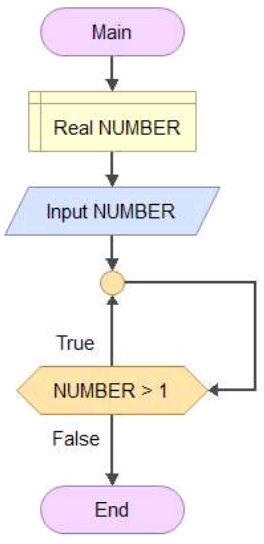 Main
Real NUMBER
Input NUMBER
True
NUMBER > 1
False
End